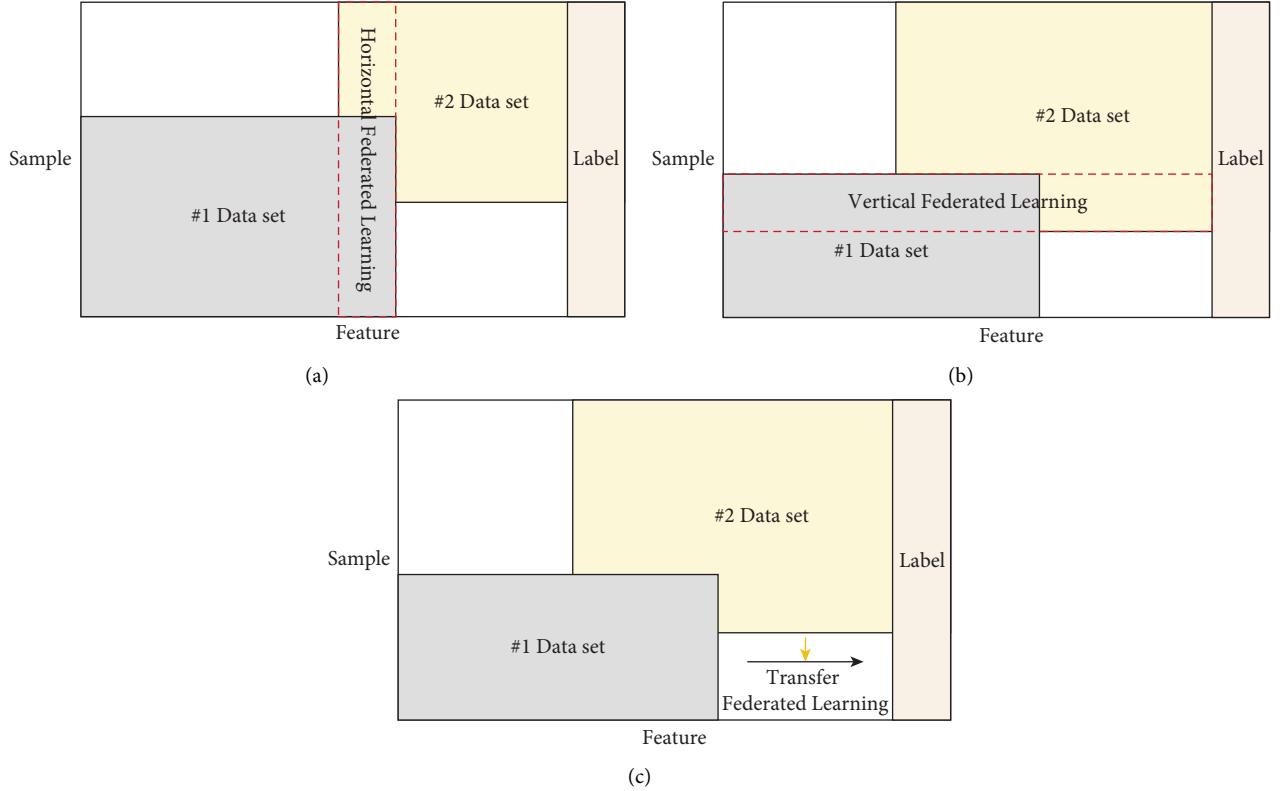 Horizontal Federated Learning
#2 Data set
Sample
Label
#1 Data set
Feature
(a)
#2 Data set
Sample
Label
Vertical Federated Learning
#1 Data set
Feature
(b)
#2 Data set
Sample
Label
#1 Data set
Transfer
Federated Learning
Feature
(c)